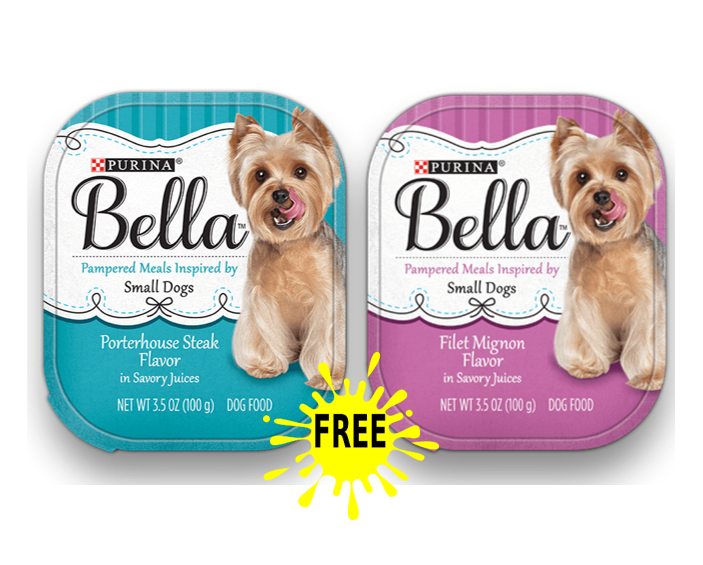 PURINA®
Bella™
Pampered Meals Inspired by
Small Dogs
Porterhouse Steak
Flavor
in Savory Juices
NET WT 3.5 OZ (100 g) DOG FOOD
PURINA®
Bella™
Pampered Meals Inspired by
Small Dogs
Filet Mignon
Flavor
in Savory Juices
NET WT 3.5 OZ (100 g) DOG FOOD
FREE